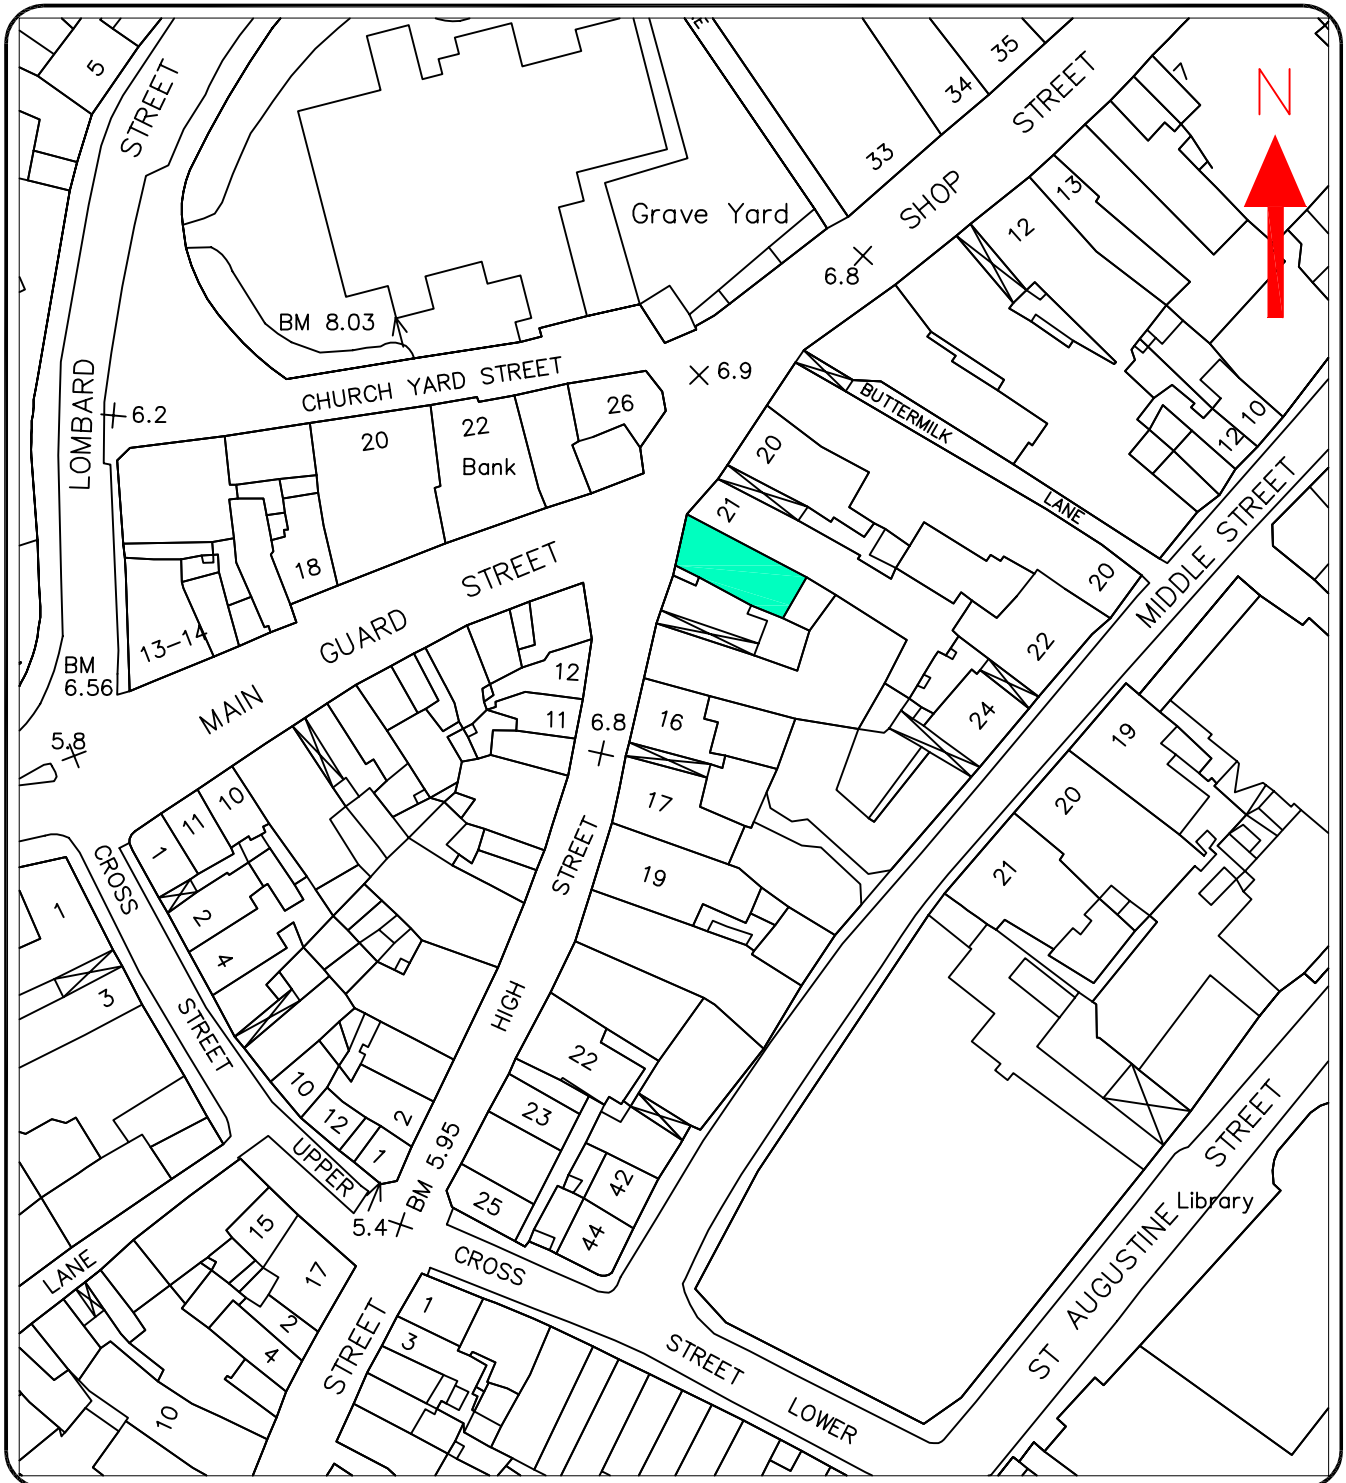 5
STREET
E
35
34
33
STREET
SHOP
7
N
13
12
Grave Yard
6.8
BM 8.03
CHURCH YARD STREET
6.9
LOMBARD
6.2
20
22
Bank
26
BUTTERMILK
LANE
10
12
20
21
18
13-14
BM
6.56
MAIN GUARD STREET
MIDDLE STREET
20
22
24
12
11
6.8
16
17
19
5.8
10
11
1
CROSS
2
4
1
3
STREET
STREET
HIGH
19
20
21
22
23
10
12
1
2
UPPER
BM 5.95
5.4
25
42
44
CROSS
STREET
LOWER
LANE
15
17
2
4
10
STREET
1
3
ST AUGUSTINE STREET
Library